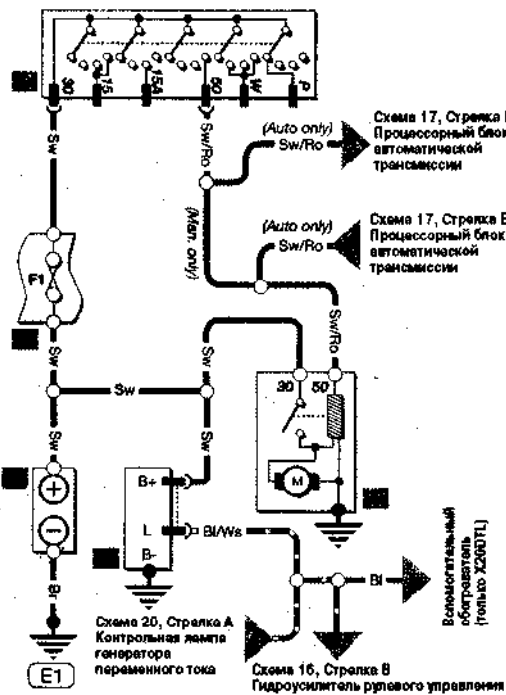 30
15
15A
50
W
P
Sw
Sw/Ro
(Auto only)
Sw/Ro
Схема 17, Стрелка
Процессорный блок
автоматической
трансмиссии
(Man. only)
(Auto only)
Sw/Ro
Схема 17, Стрелка
Процессорный блок
автоматической
трансмиссии
F1
Sw
Sw
Sw/Ro
Sw
30
50
Sw
Sw
B+
M
L
Bl/Ws
B-
Bl
Вспомогательный
обогреватель
(только X20DTL)
Схема 20, Стрелка A
Контрольная лампа
генератора
переменного тока
Схема 16, Стрелка B
Гидроусилитель рулевого управления
E1